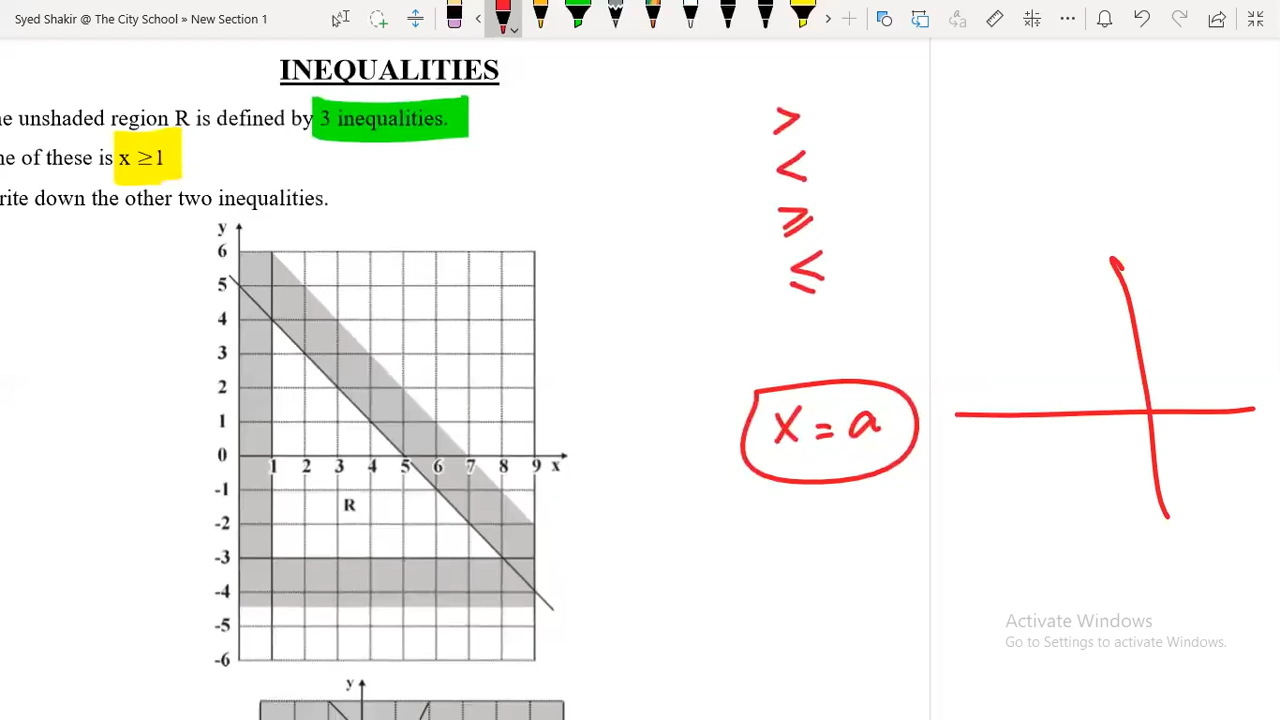 Syed Shakir @ The City School » New Section 1
INEQUALITIES
ne unshaded region R is defined by 3 inequalities.
ne of these is x ≥1
rite down the other two inequalities.
>
<
≥
≤
x = a
y
6
5
4
3
2
1
0
1 2 3 4 5 6 7 8 9 x
-1
R
-2
-3
-4
-5
-6
y
Activate Windows
Go to Settings to activate Windows.